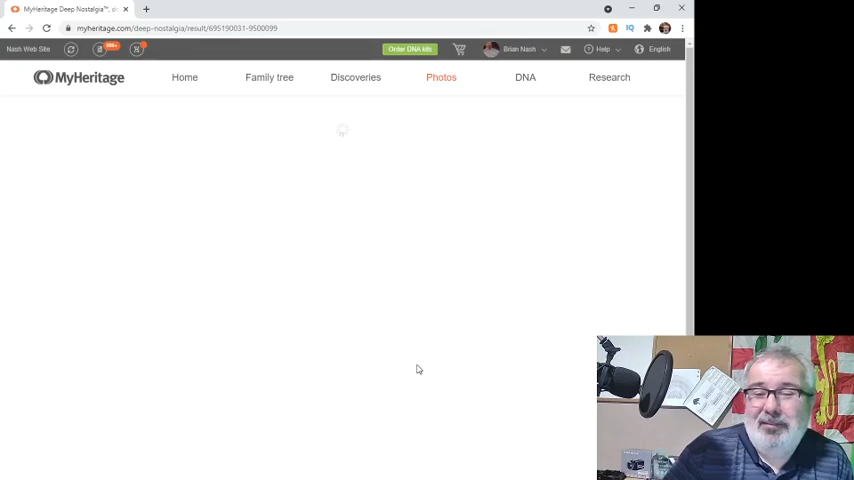 MyHeritage Deep Nostalgia™, d
myheritage.com/deep-nostalgia/result/695190031-9500099
Nash Web Site
Order DNA kits
Brian Nash
Help
English
MyHeritage
Home
Family tree
Discoveries
Photos
DNA
Research